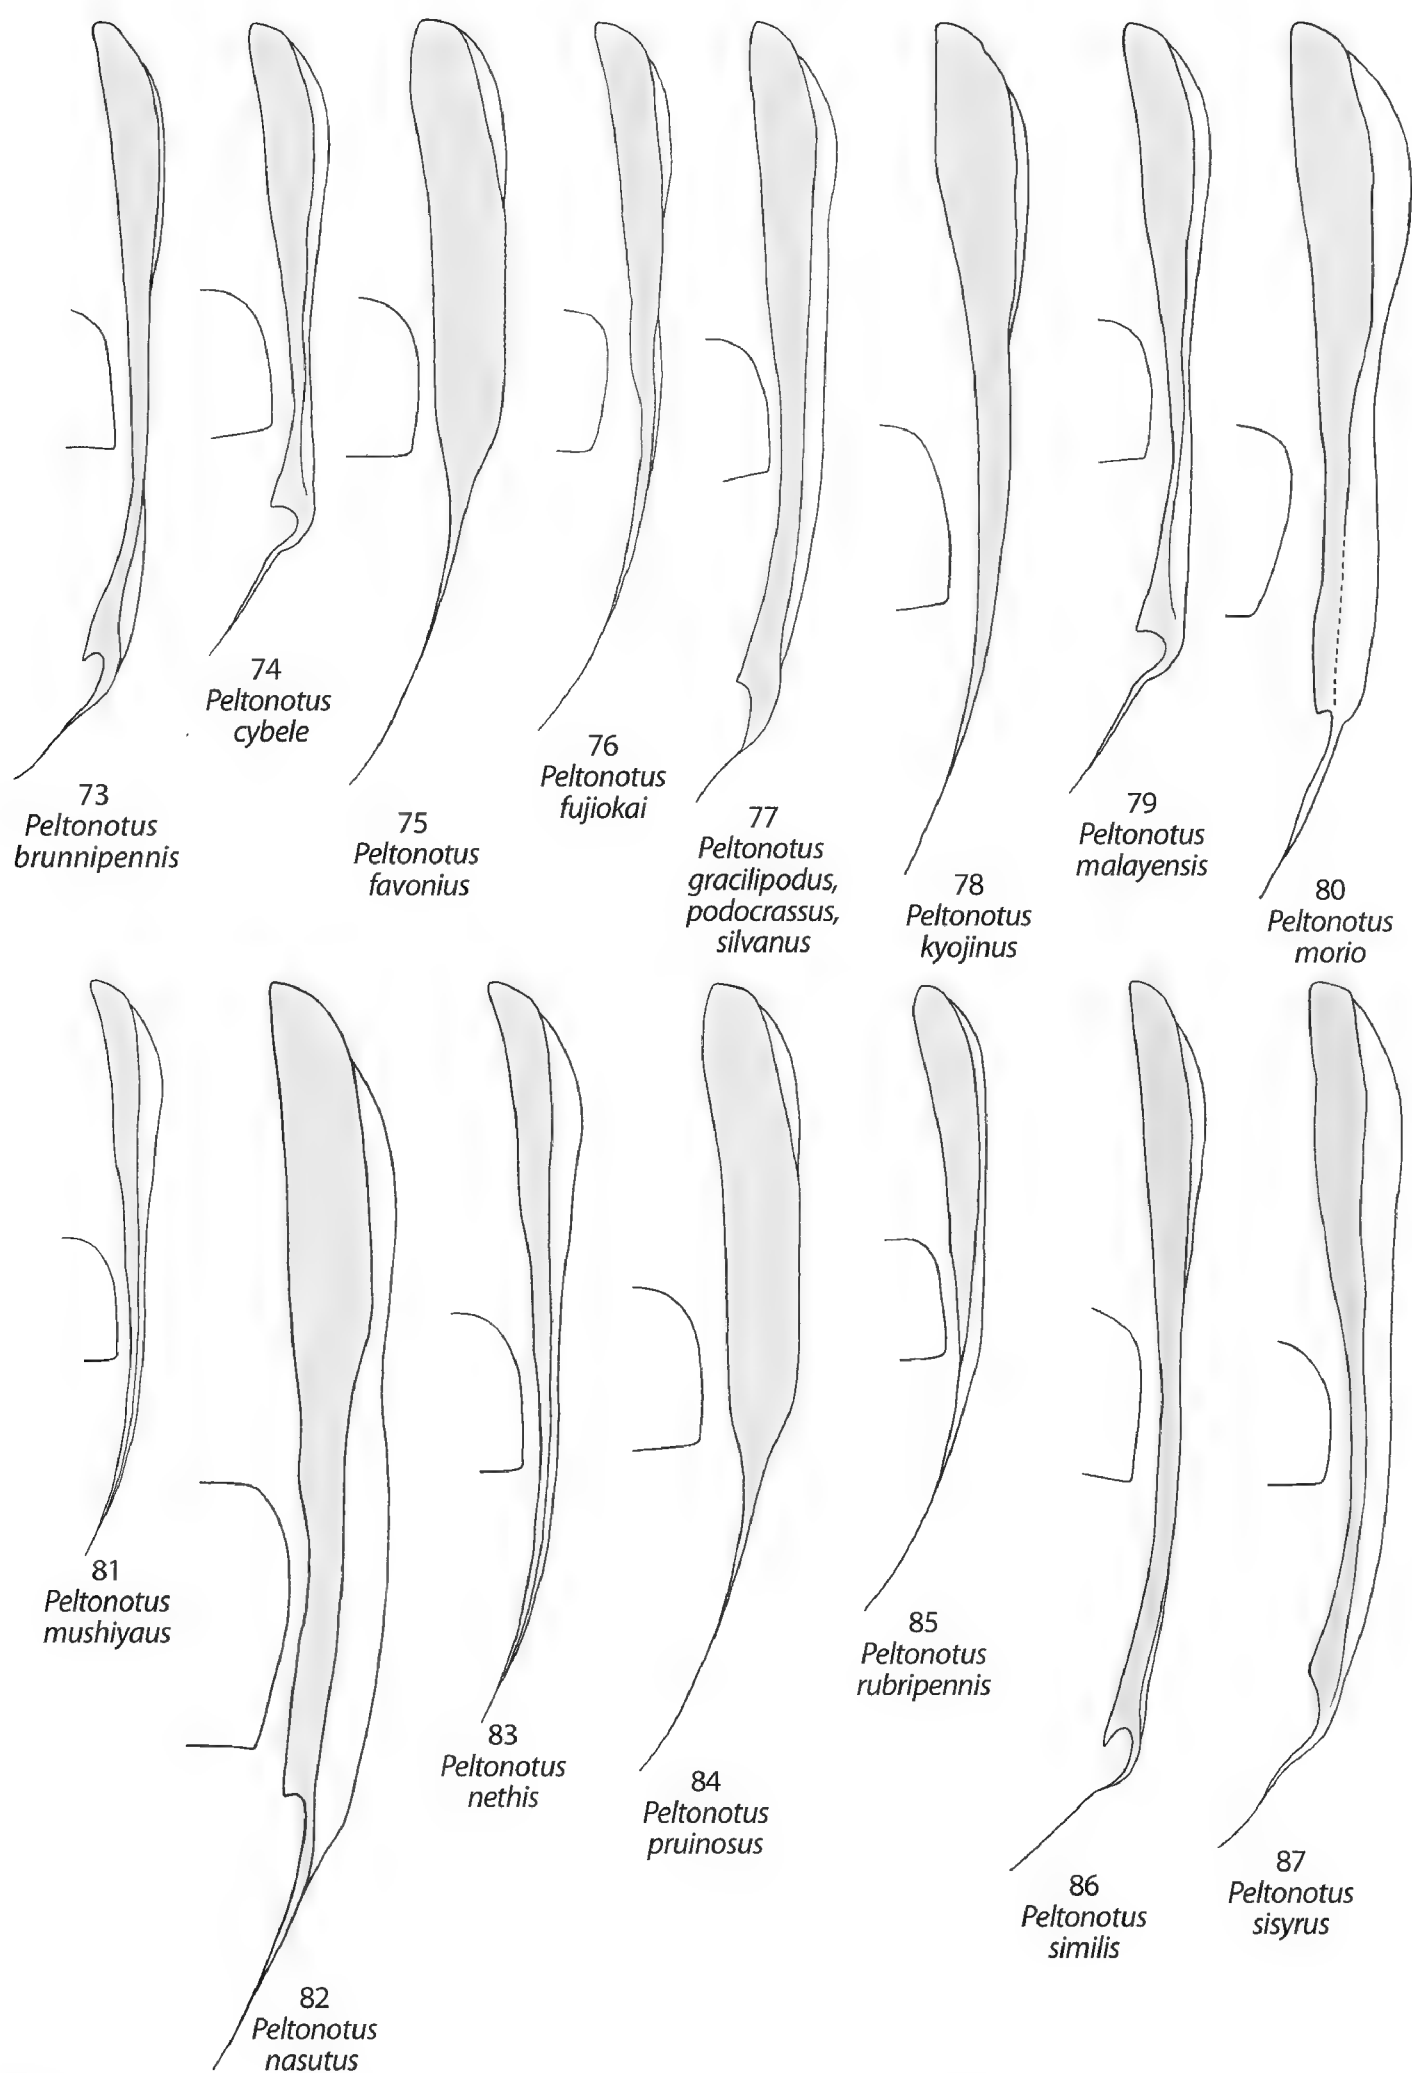 73
Peltonotus
brunnipennis
74
Peltonotus
cybele
75
Peltonotus
favonius
76
Peltonotus
fujiokai
77
Peltonotus
gracilipodus,
podocrassus,
silvanus
78
Peltonotus
kyojinus
79
Peltonotus
malayensis
80
Peltonotus
morio
81
Peltonotus
mushiyaus
82
Peltonotus
nasutus
83
Peltonotus
nethis
84
Peltonotus
pruinosus
85
Peltonotus
rubripennis
86
Peltonotus
similis
87
Peltonotus
sisyrus